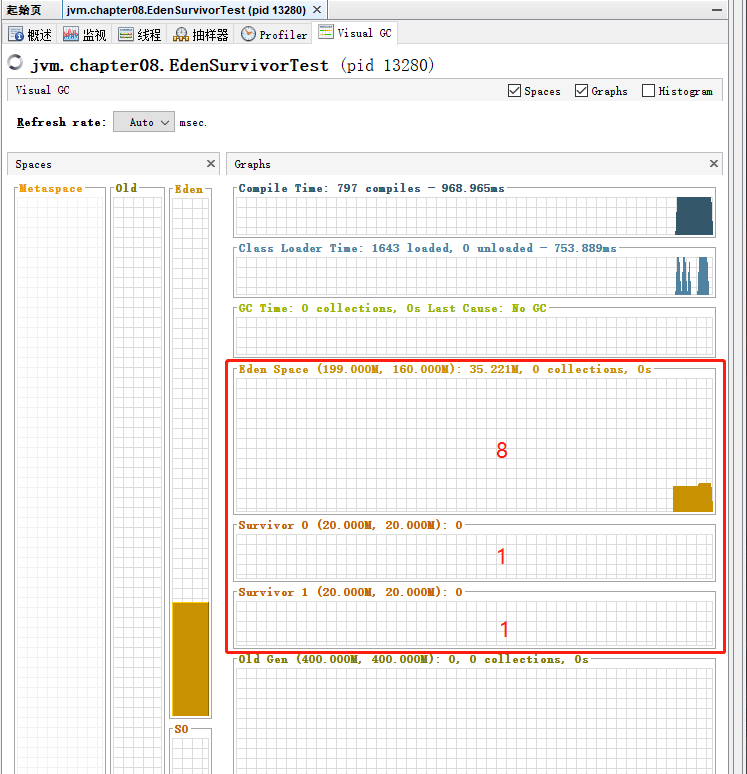 起始页 jvm.chapter08.EdenSurvivorTest (pid 13280)
概述 监视 线程 抽样器 Profiler Visual GC
jvm.chapter08.EdenSurvivorTest (pid 13280)
Visual GC Spaces Graphs Histogram
Refresh rate: Auto msec.
Spaces
Metaspace Old Eden
S0
Graphs
Compile Time: 797 compiles - 968.965ms
Class Loader Time: 1643 loaded, 0 unloaded - 753.889ms
GC Time: 0 collections, 0s Last Cause: No GC
Eden Space (199.000M, 160.000M): 35.221M, 0 collections, 0s
8
Survivor 0 (20.000M, 20.000M): 0
1
Survivor 1 (20.000M, 20.000M): 0
1
Old Gen (400.000M, 400.000M): 0, 0 collections, 0s